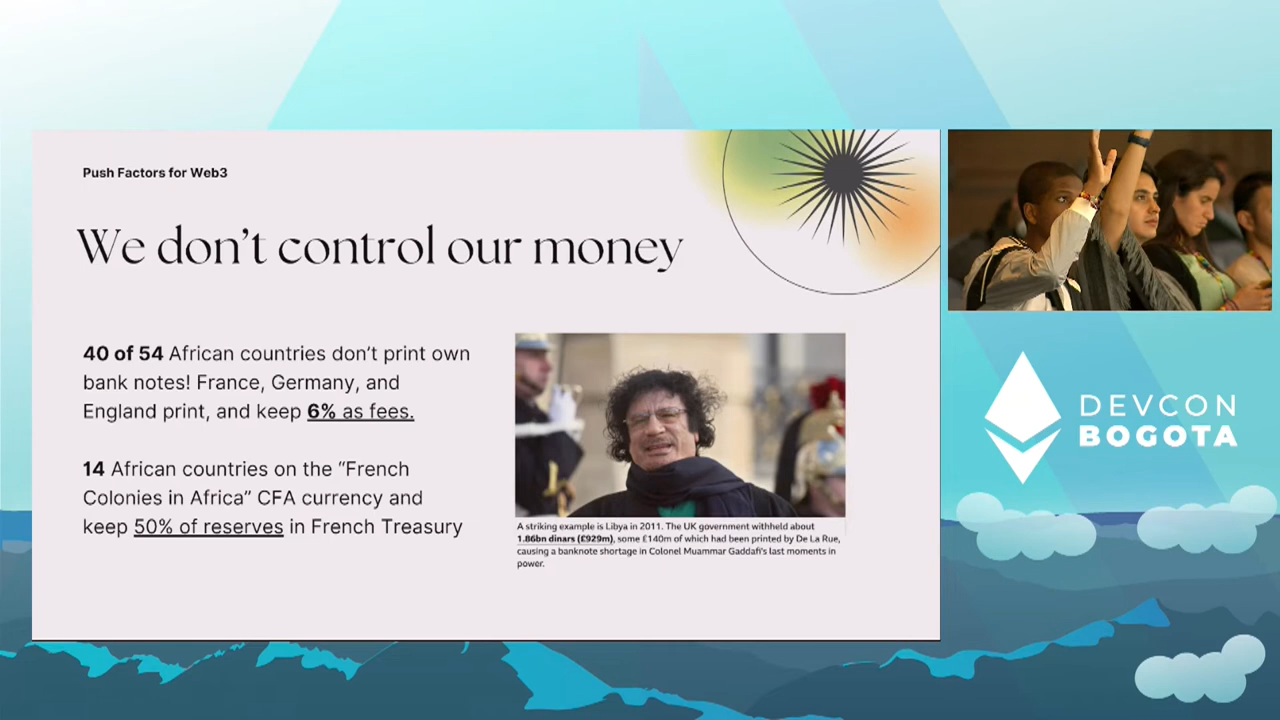 Push Factors for Web3
We don't control our money
40 of 54 African countries don't print own
bank notes! France, Germany, and
England print, and keep 6% as fees.
14 African countries on the "French
Colonies in Africa" CFA currency and
keep 50% of reserves in French Treasury
A striking example is Libya in 2011. The UK government withheld about
1.86bn dinars (£929m), some £140m of which had been printed by De La Rue,
causing a banknote shortage in Colonel Muammar Gaddafi's last moments in
power.
DEVCON
BOGOTA